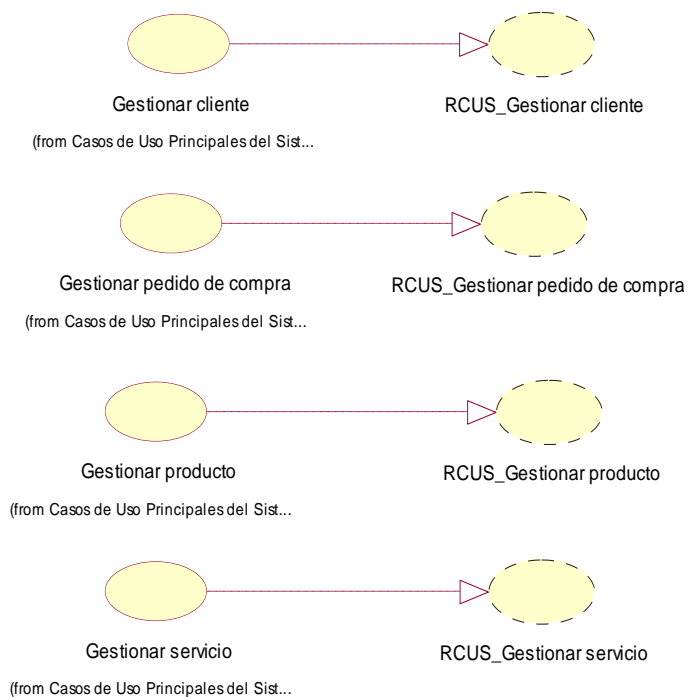 Gestionar cliente
RCUS_Gestionar cliente
(from Casos de Uso Principales del Sist...
Gestionar pedido de compra
RCUS_Gestionar pedido de compra
(from Casos de Uso Principales del Sist...
Gestionar producto
RCUS_Gestionar producto
(from Casos de Uso Principales del Sist...
Gestionar servicio
RCUS_Gestionar servicio
(from Casos de Uso Principales del Sist...